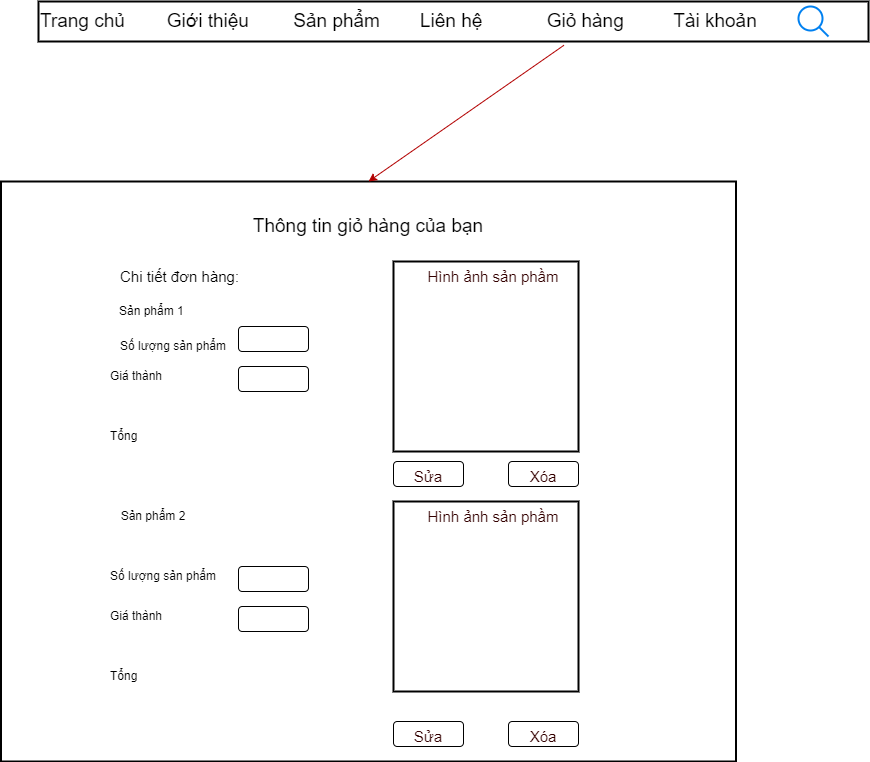 Trang chủ Giới thiệu Sản phẩm Liên hệ Giỏ hàng Tài khoản
Thông tin giỏ hàng của bạn
Chi tiết đơn hàng:
Hình ảnh sản phầm
Sản phẩm 1
Số lượng sản phẩm
Giá thành
Tổng
Sửa Xóa
Sản phẩm 2
Hình ảnh sản phầm
Số lượng sản phẩm
Giá thành
Tổng
Sửa Xóa